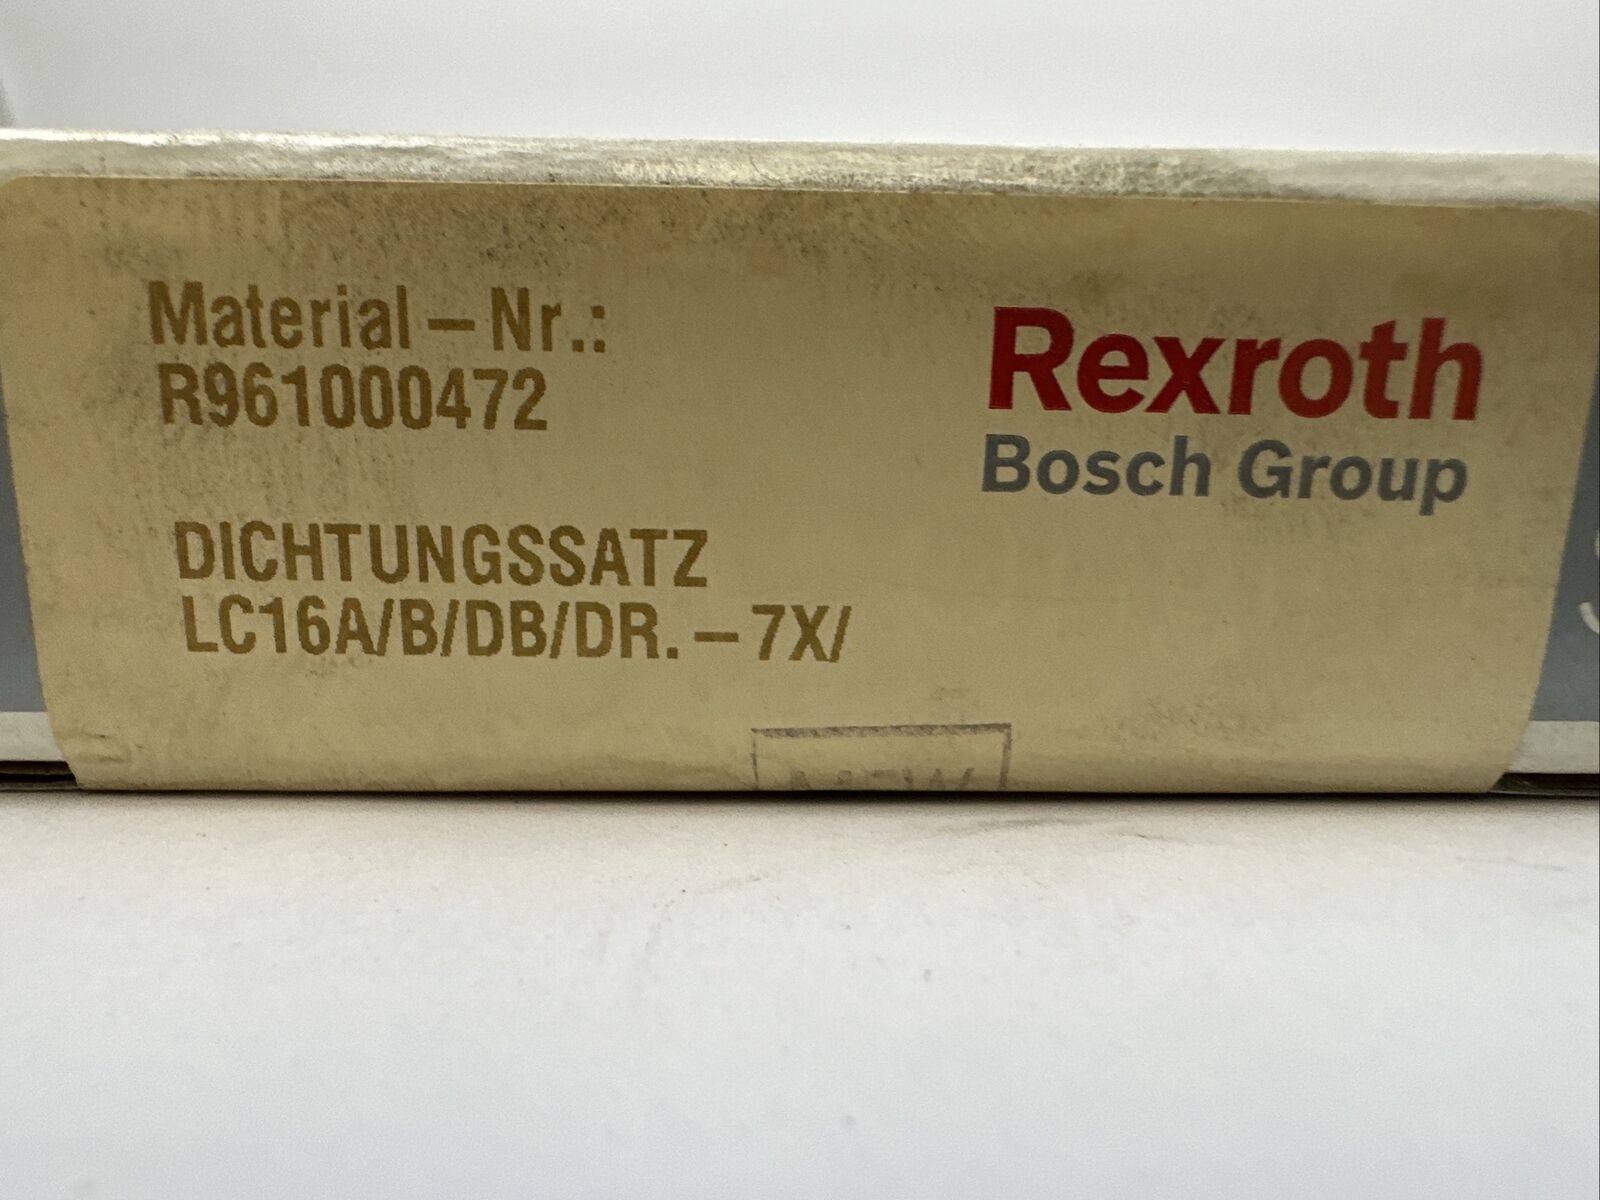 Material – Nr.:
R961000472
Rexroth
Bosch Group
DICHTUNGSSATZ
LC16A/B/DB/DR. – 7X/